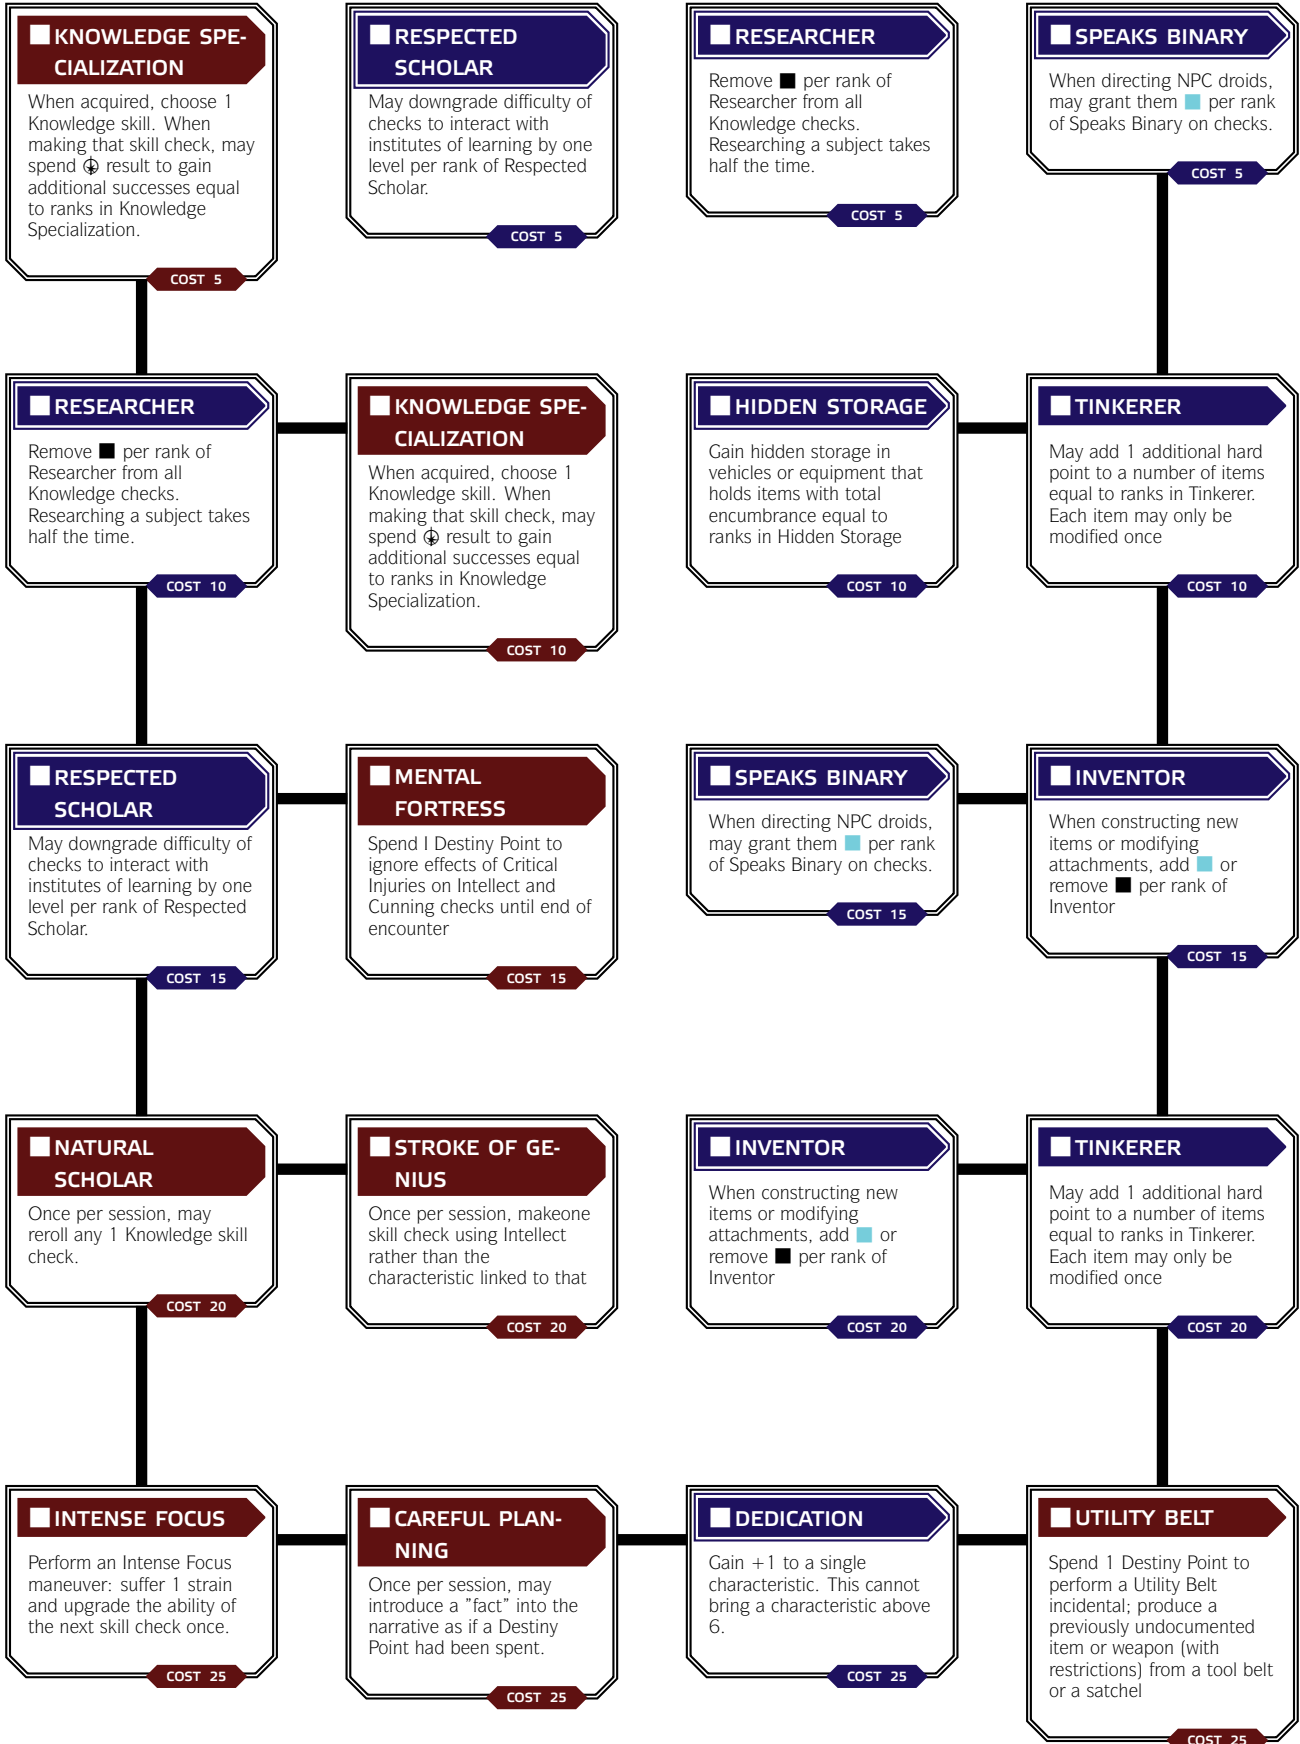 KNOWLEDGE SPE-
CIALIZATION
When acquired, choose 1
Knowledge skill. When
making that skill check, may
spend result to gain
additional successes equal
to ranks in Knowledge
Specialization.
COST 5
RESPECTED
SCHOLAR
May downgrade difficulty of
checks to interact with
institutes of learning by one
level per rank of Respected
Scholar.
COST 5
RESEARCHER
Remove per rank of
Researcher from all
Knowledge checks.
Researching a subject takes
half the time.
COST 5
SPEAKS BINARY
When directing NPC droids,
may grant them per rank
of Speaks Binary on checks.
COST 5
RESEARCHER
Remove per rank of
Researcher from all
Knowledge checks.
Researching a subject takes
half the time.
COST 10
KNOWLEDGE SPE-
CIALIZATION
When acquired, choose 1
Knowledge skill. When
making that skill check, may
spend result to gain
additional successes equal
to ranks in Knowledge
Specialization.
COST 10
HIDDEN STORAGE
Gain hidden storage in
vehicles or equipment that
holds items with total
encumbrance equal to
ranks in Hidden Storage
COST 10
TINKERER
May add 1 additional hard
point to a number of items
equal to ranks in Tinkerer.
Each item may only be
modified once
COST 10
RESPECTED
SCHOLAR
May downgrade difficulty of
checks to interact with
institutes of learning by one
level per rank of Respected
Scholar.
COST 15
MENTAL
FORTRESS
Spend I Destiny Point to
ignore effects of Critical
Injuries on Intellect and
Cunning checks until end of
encounter
COST 15
SPEAKS BINARY
When directing NPC droids,
may grant them per rank
of Speaks Binary on checks.
COST 15
INVENTOR
When constructing new
items or modifying
attachments, add or
remove per rank of
Inventor
COST 15
NATURAL
SCHOLAR
Once per session, may
reroll any 1 Knowledge skill
check.
COST 20
STROKE OF GE-
NIUS
Once per session, makeone
skill check using Intellect
rather than the
characteristic linked to that
COST 20
INVENTOR
When constructing new
items or modifying
attachments, add or
remove per rank of
Inventor
COST 20
TINKERER
May add 1 additional hard
point to a number of items
equal to ranks in Tinkerer.
Each item may only be
modified once
COST 20
INTENSE FOCUS
Perform an Intense Focus
maneuver: suffer 1 strain
and upgrade the ability of
the next skill check once.
COST 25
CAREFUL PLAN-
NING
Once per session, may
introduce a "fact" into the
narrative as if a Destiny
Point had been spent.
COST 25
DEDICATION
Gain +1 to a single
characteristic. This cannot
bring a characteristic above
6.
COST 25
UTILITY BELT
Spend 1 Destiny Point to
perform a Utility Belt
incidental; produce a
previously undocumented
item or weapon (with
restrictions) from a tool belt
or a satchel
COST 25